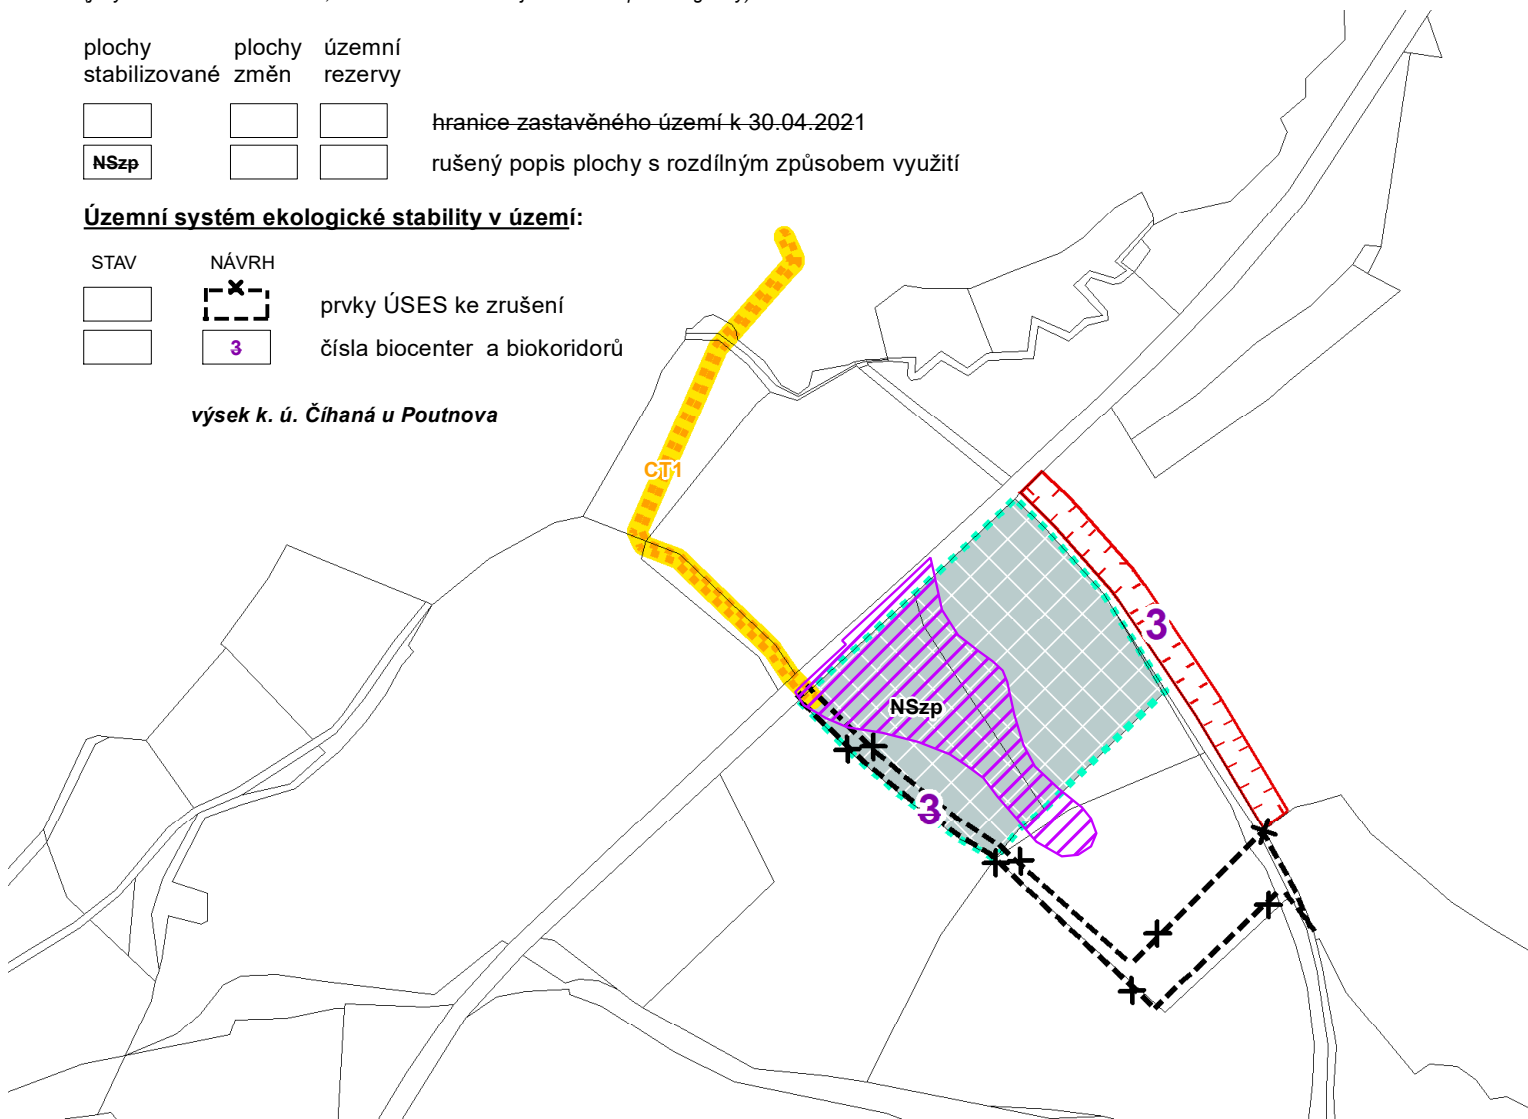 plochy plochy územní
stabilizované změn rezervy
hranice zastavěného území k 30.04.2021
NSzp rušený popis plochy s rozdílným způsobem využití
Územní systém ekologické stability v území:
STAV NÁVRH
prvky ÚSES ke zrušení
3 čísla biocenter a biokoridorů
výsek k. ú. Číhaná u Poutnova
CT1
3
NSzp
3